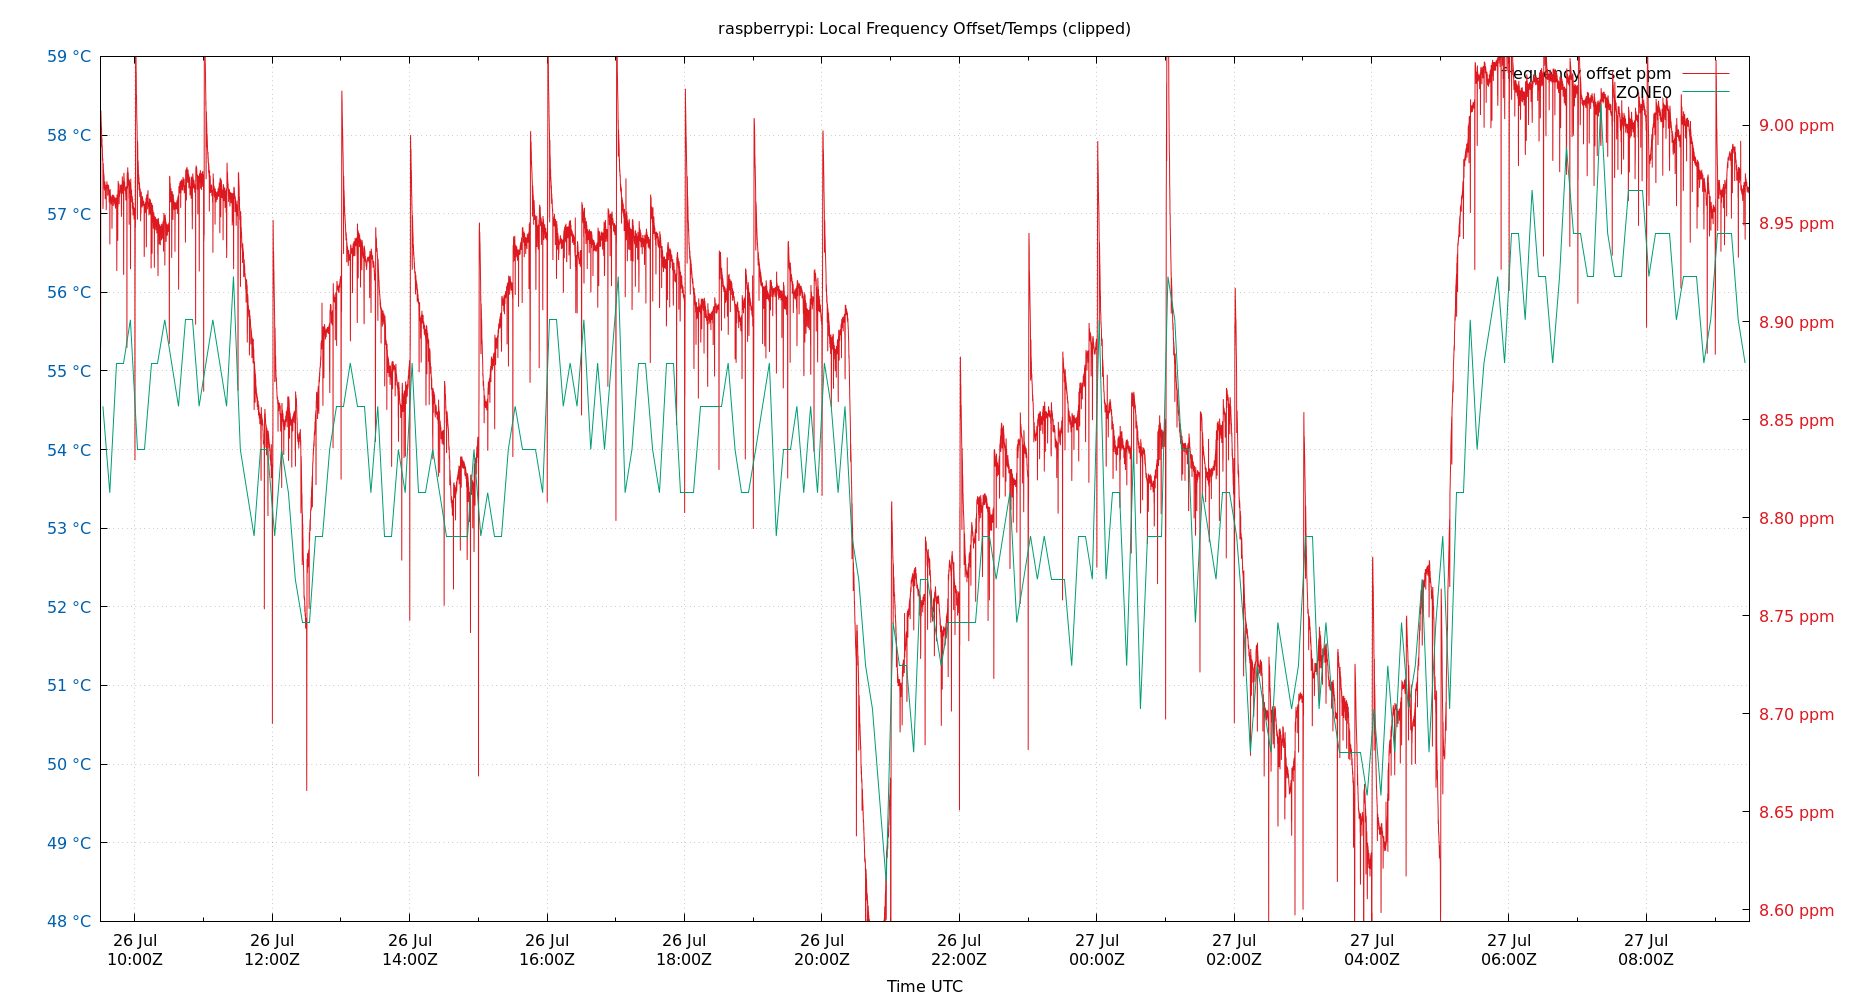 raspberrypi: Local Frequency Offset/Temps (clipped)
59 °C
58 °C
57 °C
56 °C
55 °C
54 °C
53 °C
52 °C
51 °C
50 °C
49 °C
48 °C
frequency offset ppm
ZONE0
9.00 ppm
8.95 ppm
8.90 ppm
8.85 ppm
8.80 ppm
8.75 ppm
8.70 ppm
8.65 ppm
8.60 ppm
26 Jul 26 Jul 26 Jul 26 Jul 26 Jul 26 Jul 26 Jul 27 Jul 27 Jul 27 Jul 27 Jul 27 Jul
10:00Z 12:00Z 14:00Z 16:00Z 18:00Z 20:00Z 22:00Z 00:00Z 02:00Z 04:00Z 06:00Z 08:00Z
Time UTC